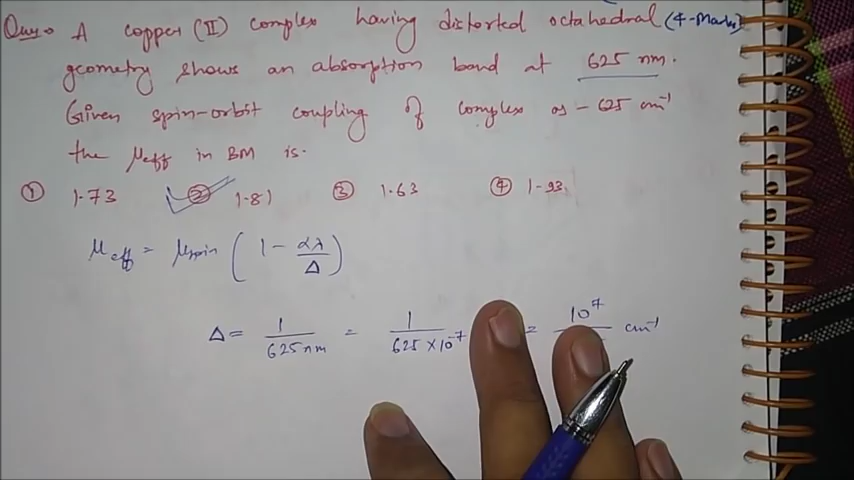 Ques A copper (II) complex having distorted octahedral (4-Marks)
geometry shows an absorption band at 625 nm.
Given spin-orbit coupling of complex as - 625 cm⁻¹
the μeff in BM is.
① 1.73 ② 1.81 ③ 1.63 ④ 1.93
μeff = μspin ( 1 - αλ/Δ )
Δ = 1/625 nm = 1/625 × 10⁻⁷ = 10⁷ cm⁻¹